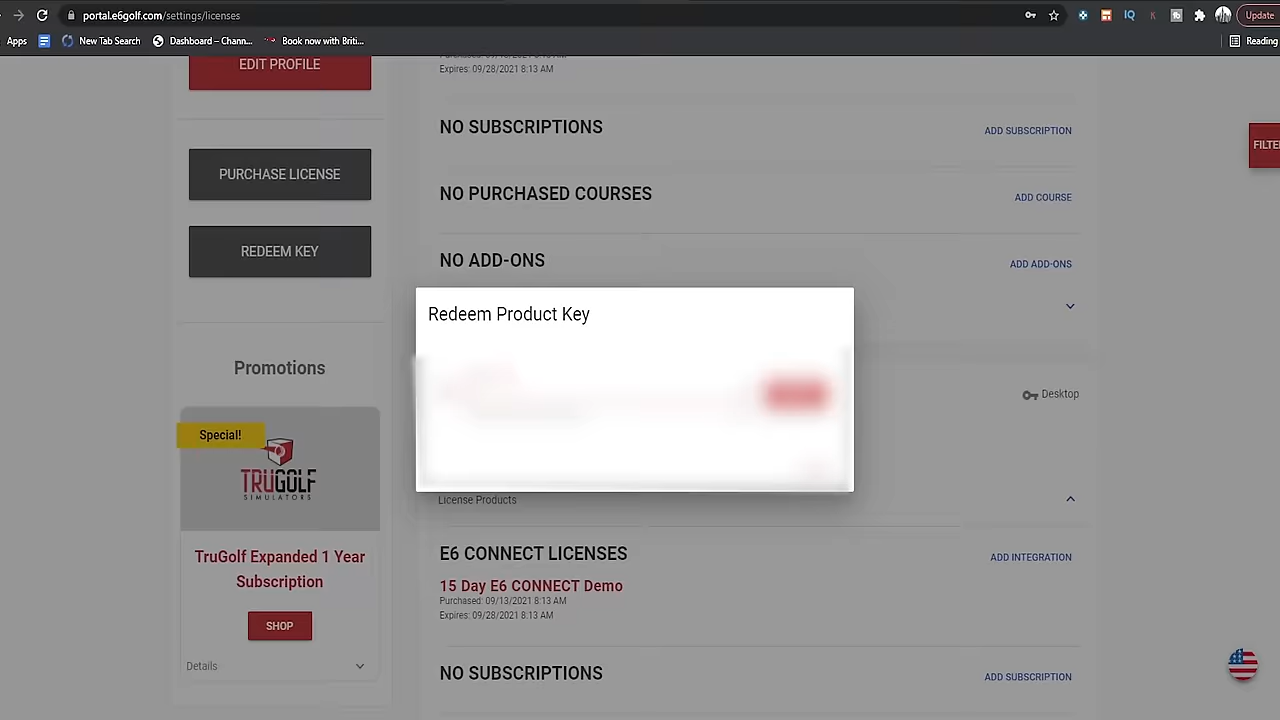 portal.e6golf.com/settings/licenses
IQ
K
Update
Apps
New Tab Search
Dashboard – Chann...
Book now with Briti...
Reading
EDIT PROFILE
PURCHASE LICENSE
REDEEM KEY
Promotions
Special!
TRUGOLF
SIMULATORS
TruGolf Expanded 1 Year
Subscription
SHOP
Details
Expires: 09/28/2021 8:13 AM
NO SUBSCRIPTIONS
ADD SUBSCRIPTION
NO PURCHASED COURSES
ADD COURSE
NO ADD-ONS
ADD ADD-ONS
Redeem Product Key
Desktop
License Products
E6 CONNECT LICENSES
ADD INTEGRATION
15 Day E6 CONNECT Demo
Purchased: 09/13/2021 8:13 AM
Expires: 09/28/2021 8:13 AM
NO SUBSCRIPTIONS
ADD SUBSCRIPTION